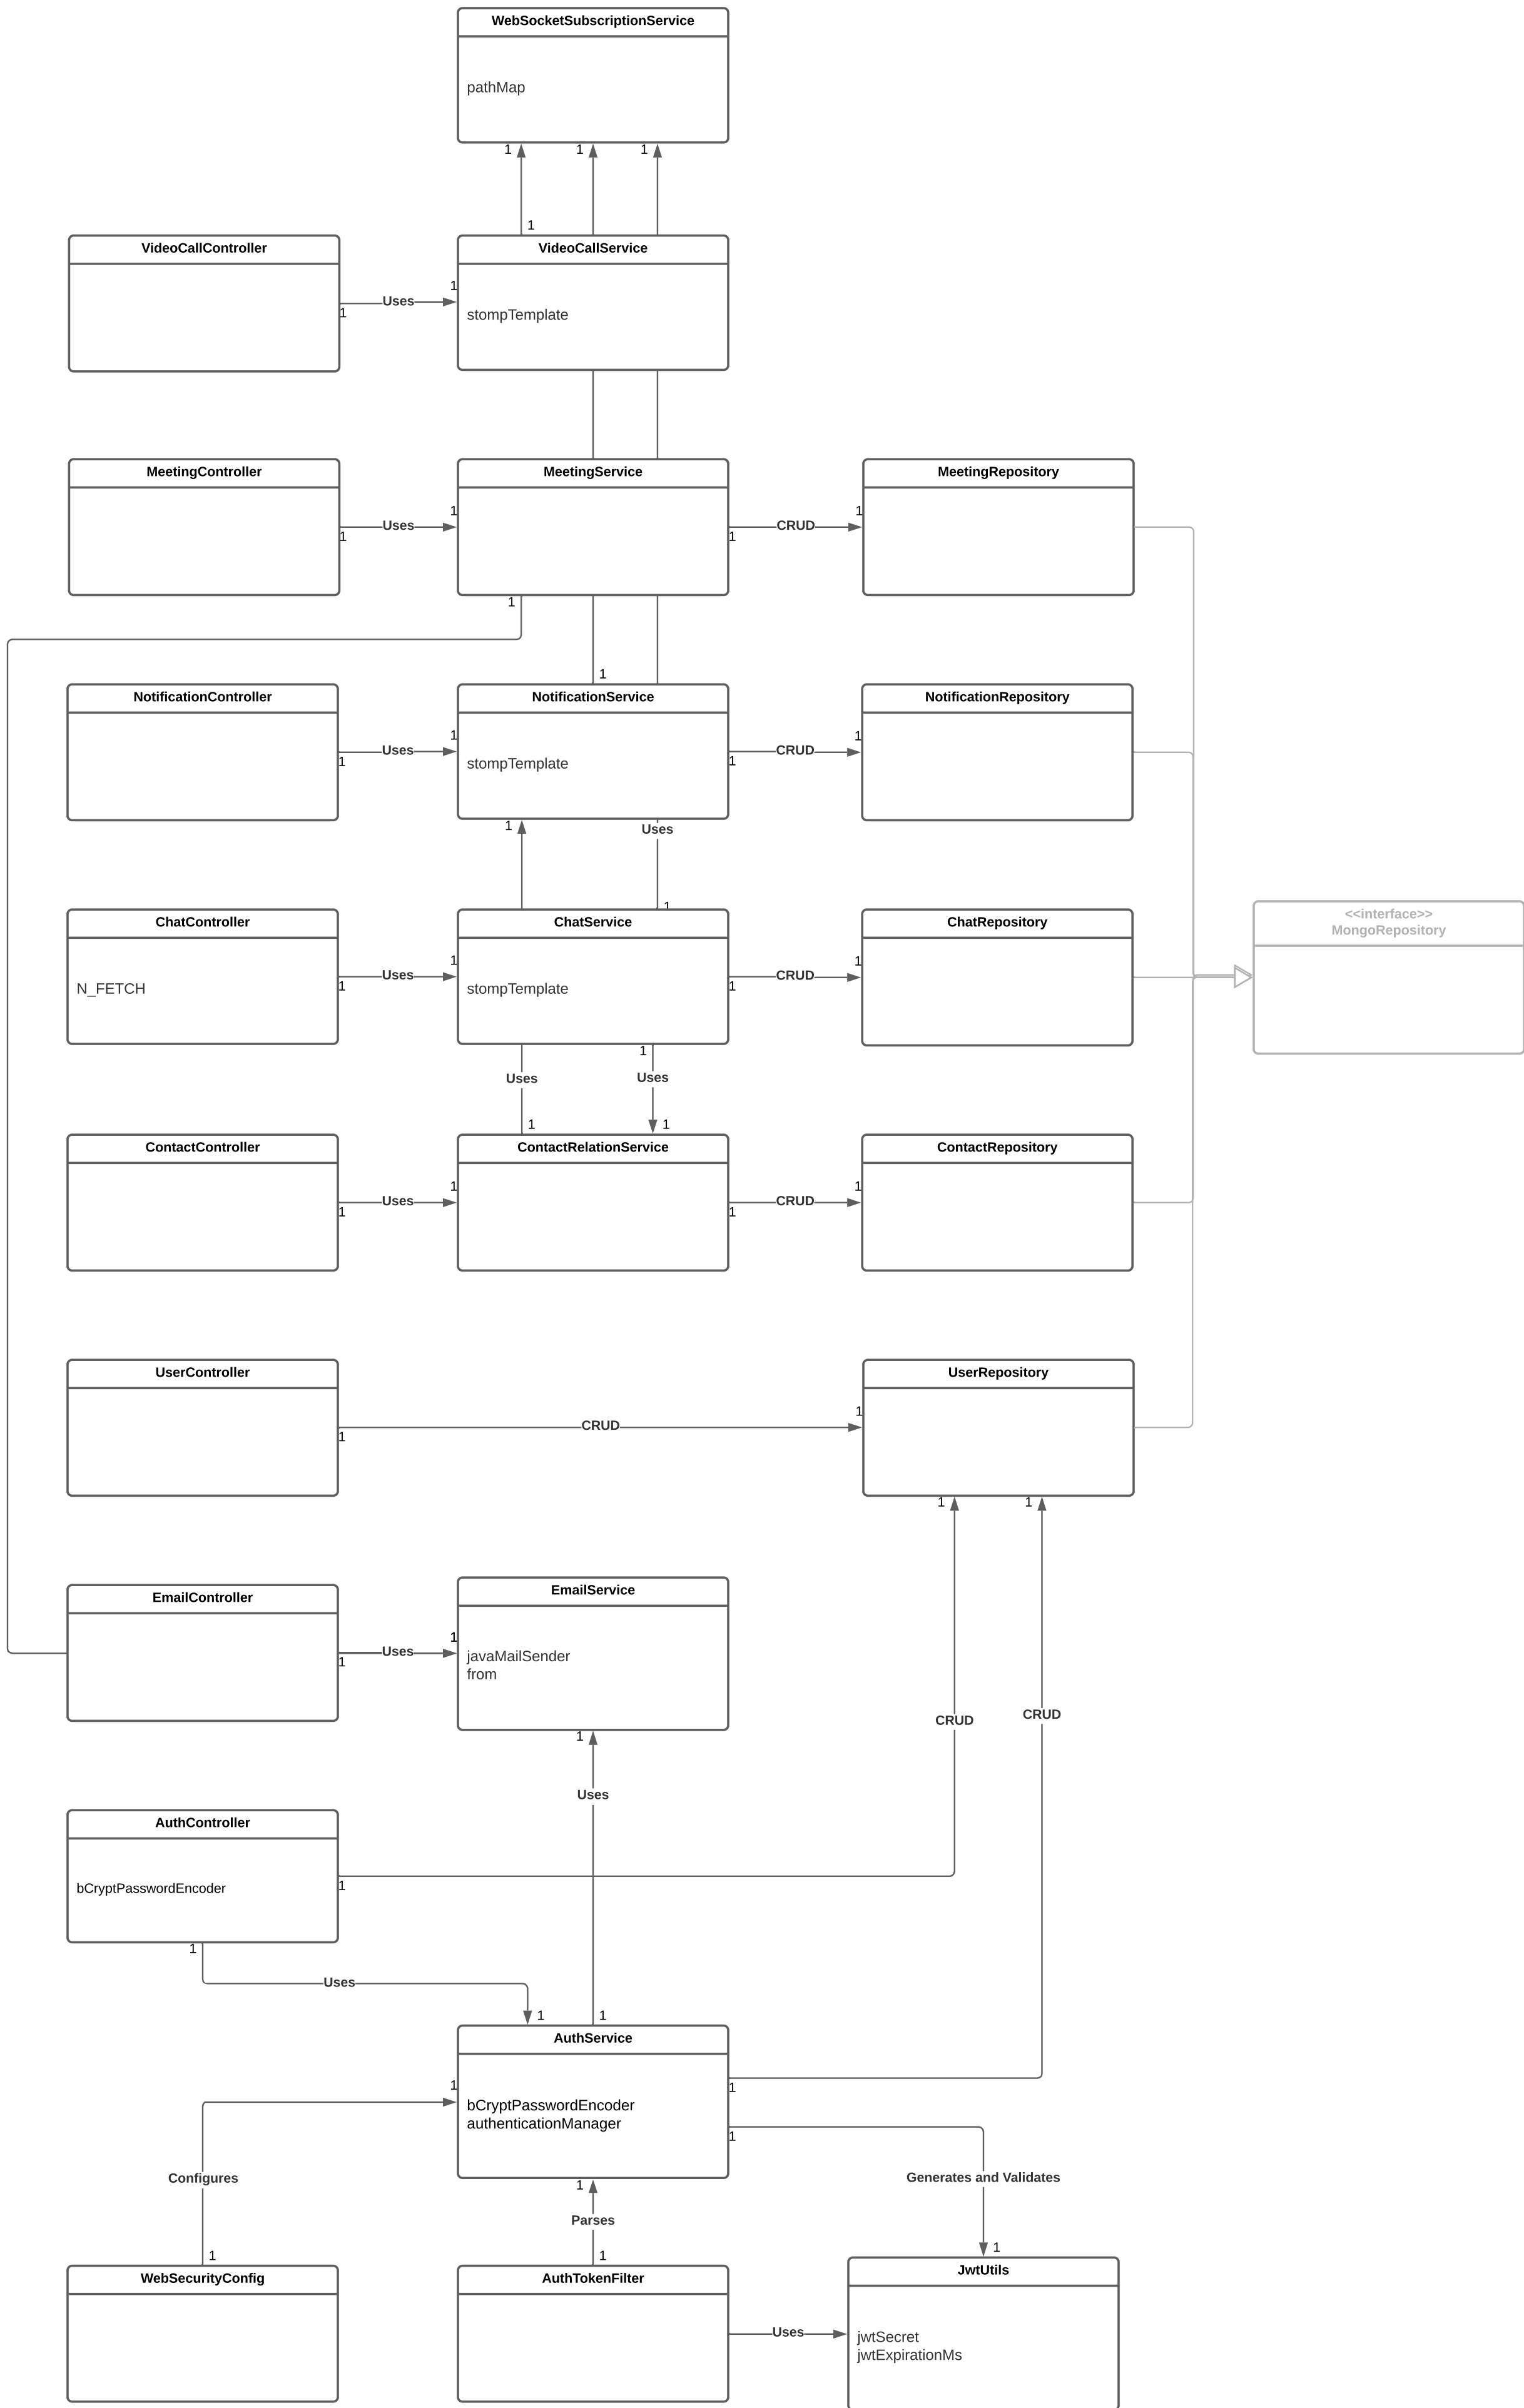 WebSocketSubscriptionService
pathMap
1
1
1
1
VideoCallController
VideoCallService
stompTemplate
1
Uses
1
MeetingController
MeetingService
MeetingRepository
1
Uses
1
1
CRUD
1
1
1
NotificationController
NotificationService
NotificationRepository
1
Uses
1
stompTemplate
1
CRUD
1
1
Uses
1
ChatController
ChatService
ChatRepository
<<interface>>
MongoRepository
N_FETCH
1
Uses
1
stompTemplate
1
CRUD
1
1
Uses
Uses
1
1
ContactController
ContactRelationService
ContactRepository
1
Uses
1
1
CRUD
1
UserController
UserRepository
1
CRUD
1
1
1
EmailController
EmailService
1
Uses
1
javaMailSender
from
1
CRUD
CRUD
Uses
AuthController
bCryptPasswordEncoder
1
1
Uses
1
1
AuthService
1
bCryptPasswordEncoder
authenticationManager
1
1
Configures
1
Parses
Generates and Validates
1
1
1
WebSecurityConfig
AuthTokenFilter
JwtUtils
Uses
jwtSecret
jwtExpirationMs